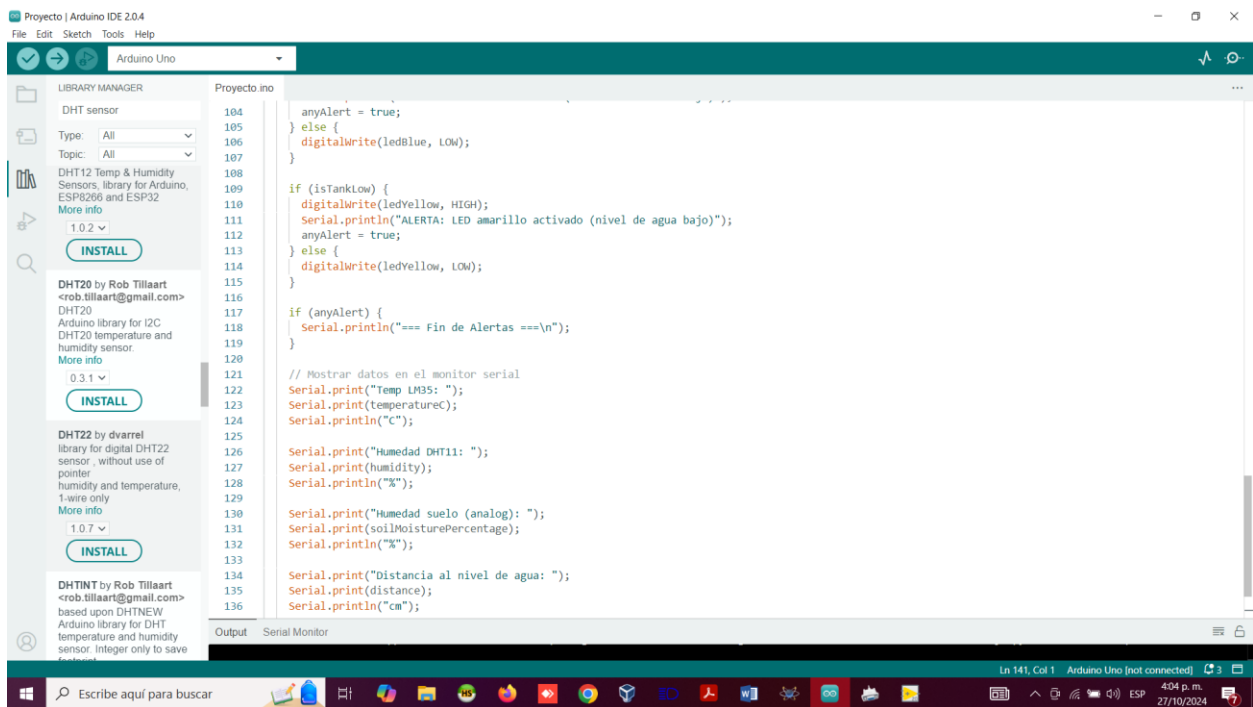 Proyecto | Arduino IDE 2.0.4
File Edit Sketch Tools Help
Arduino Uno
LIBRARY MANAGER
DHT sensor
Type: All
Topic: All
DHT12 Temp & Humidity
Sensors, library for Arduino,
ESP8266 and ESP32
More info
1.0.2
INSTALL
DHT20 by Rob Tillaart
<rob.tillaart@gmail.com>
DHT20
Arduino library for I2C
DHT20 temperature and
humidity sensor.
More info
0.3.1
INSTALL
DHT22 by dvarrel
library for digital DHT22
sensor , without use of
pointer
humidity and temperature,
1-wire only
More info
1.0.7
INSTALL
DHTINT by Rob Tillaart
<rob.tillaart@gmail.com>
based upon DHTNEW
Arduino library for DHT
temperature and humidity
sensor. Integer only to save
Proyecto.ino
104 anyAlert = true;
105 } else {
106 digitalWrite(ledBlue, LOW);
107 }
108
109 if (isTankLow) {
110 digitalWrite(ledYellow, HIGH);
111 Serial.println("ALERTA: LED amarillo activado (nivel de agua bajo)");
112 anyAlert = true;
113 } else {
114 digitalWrite(ledYellow, LOW);
115 }
116
117 if (anyAlert) {
118 Serial.println("=== Fin de Alertas ===\n");
119 }
120
121 // Mostrar datos en el monitor serial
122 Serial.print("Temp LM35: ");
123 Serial.print(temperatureC);
124 Serial.println("C");
125
126 Serial.print("Humedad DHT11: ");
127 Serial.print(humidity);
128 Serial.println("%");
129
130 Serial.print("Humedad suelo (analog): ");
131 Serial.print(soilMoisturePercentage);
132 Serial.println("%");
133
134 Serial.print("Distancia al nivel de agua: ");
135 Serial.print(distance);
136 Serial.println("cm");
Output Serial Monitor
Ln 141, Col 1 Arduino Uno [not connected] 3
Escribe aquí para buscar
HS
ESP
4:04 p. m.
27/10/2024
7